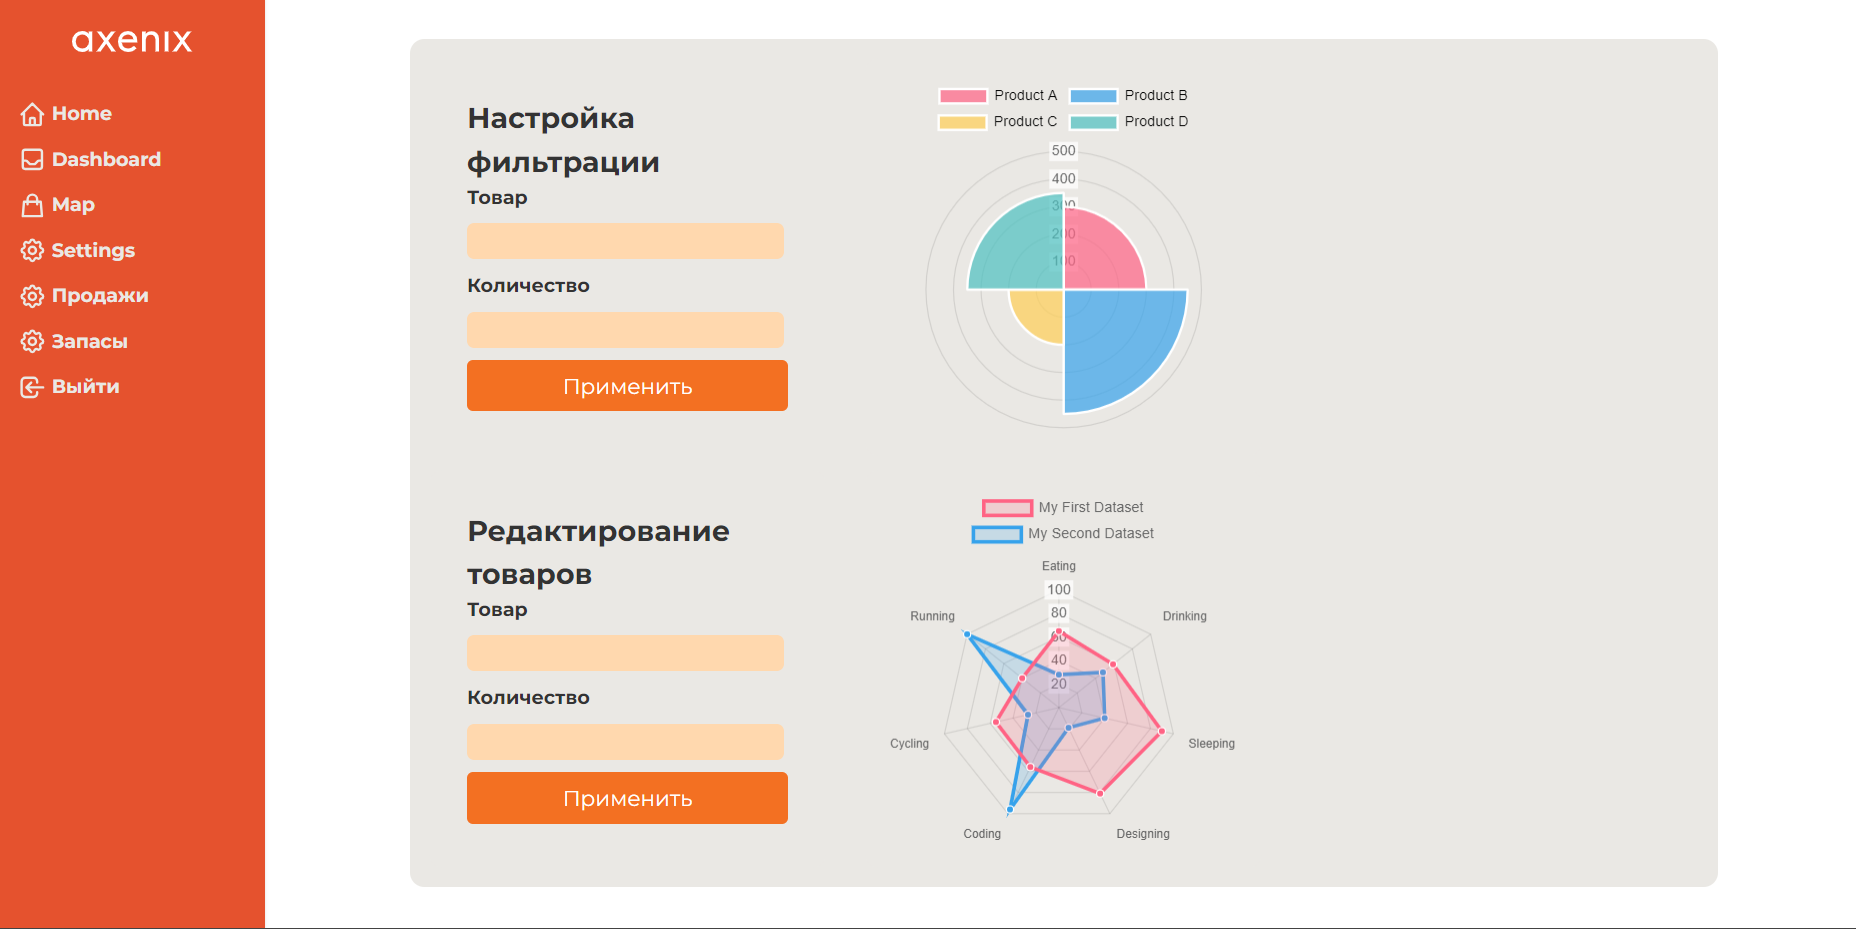 axenix
Home
Dashboard
Map
Settings
Продажи
Запасы
Выйти
Настройка
фильтрации
Товар
Количество
Применить
Product A
Product B
Product C
Product D
500
400
300
200
100
Редактирование
товаров
Товар
Количество
Применить
My First Dataset
My Second Dataset
Eating
100
80
60
40
20
Running
Drinking
Cycling
Sleeping
Coding
Designing